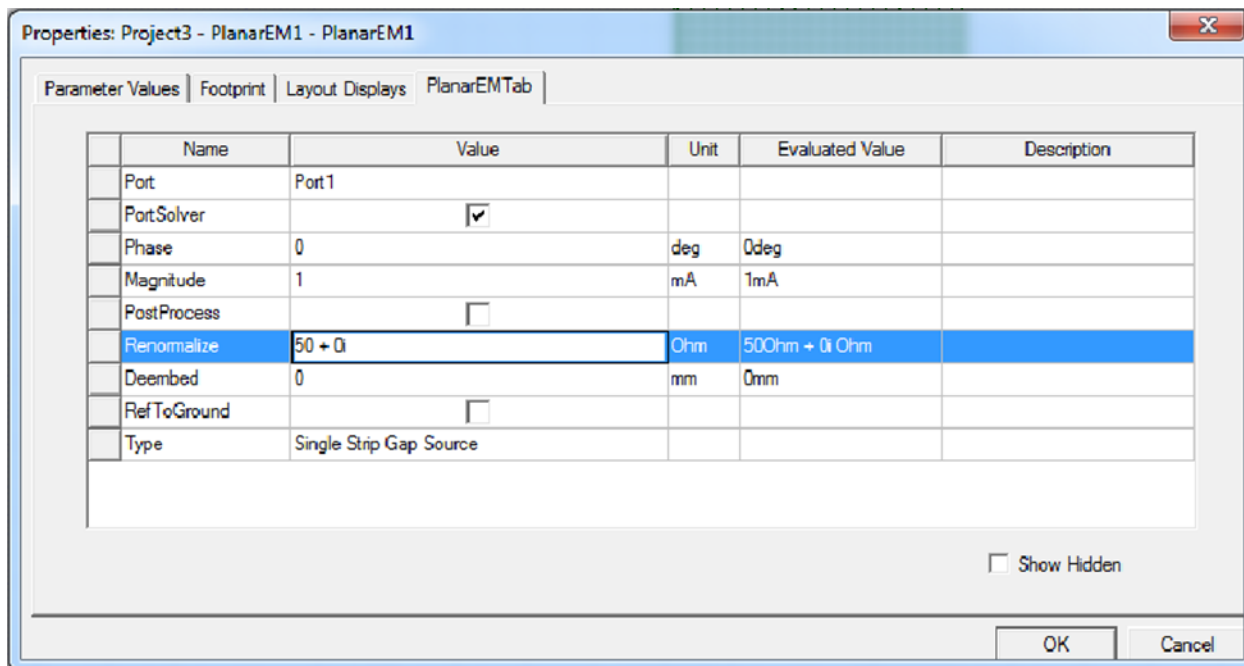 Properties: Project3 - PlanarEM1 - PlanarEM1
Parameter Values Footprint Layout Displays PlanarEMTab
Name Value Unit Evaluated Value Description
Port Port1
PortSolver
Phase 0 deg 0deg
Magnitude 1 mA 1mA
PostProcess
Renormalize 50 + 0i Ohm 50Ohm + 0i Ohm
Deembed 0 mm 0mm
RefToGround
Type Single Strip Gap Source
Show Hidden
OK Cancel